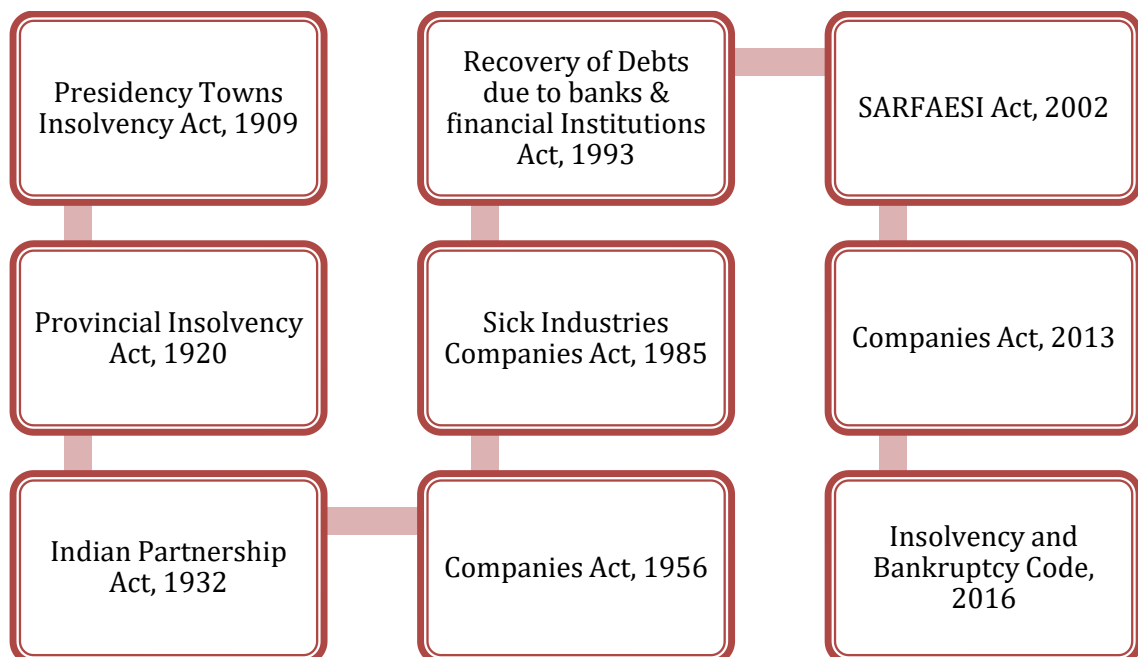 Presidency Towns
Insolvency Act, 1909
Provincial Insolvency
Act, 1920
Indian Partnership
Act, 1932
Companies Act, 1956
Sick Industries
Companies Act, 1985
Recovery of Debts
due to banks &
financial Institutions
Act, 1993
SARFAESI Act, 2002
Companies Act, 2013
Insolvency and
Bankruptcy Code,
2016